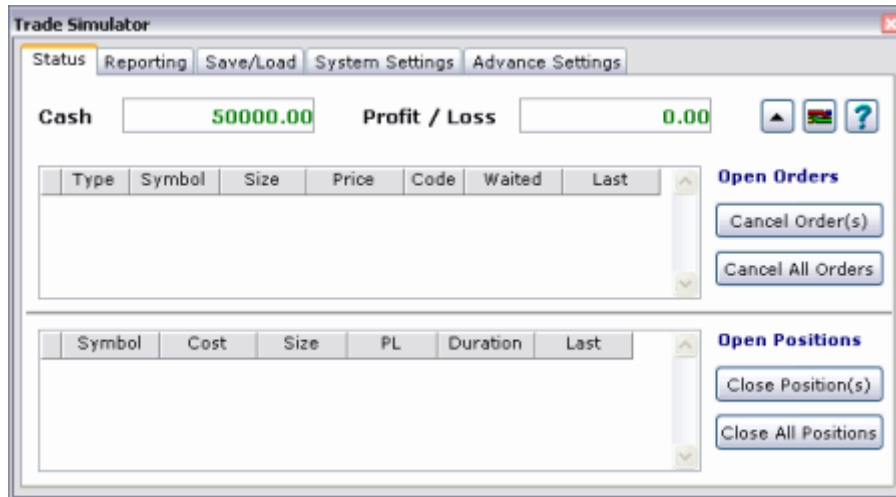 Trade Simulator
Status Reporting Save/Load System Settings Advance Settings
Cash 50000.00 Profit / Loss 0.00 ?
Type Symbol Size Price Code Waited Last
Open Orders
Cancel Order(s)
Cancel All Orders
Symbol Cost Size PL Duration Last
Open Positions
Close Position(s)
Close All Positions